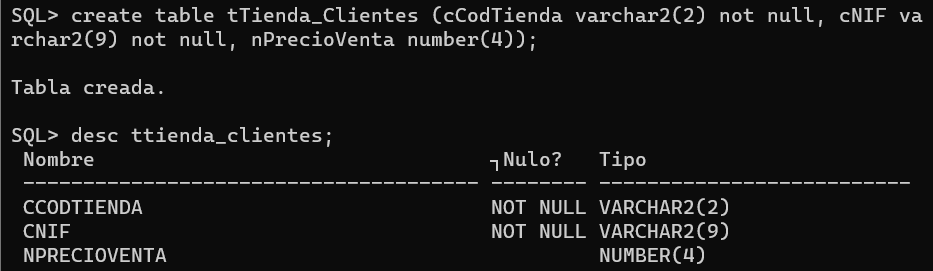 SQL> create table tTienda_Clientes (cCodTienda varchar2(2) not null, cNIF va
rchar2(9) not null, nPrecioVenta number(4));
Tabla creada.
SQL> desc ttienda_clientes;
Nombre ┐Nulo? Tipo
----------------------------------------- -------- ----------------------------
CCODTIENDA NOT NULL VARCHAR2(2)
CNIF NOT NULL VARCHAR2(9)
NPRECIOVENTA NUMBER(4)